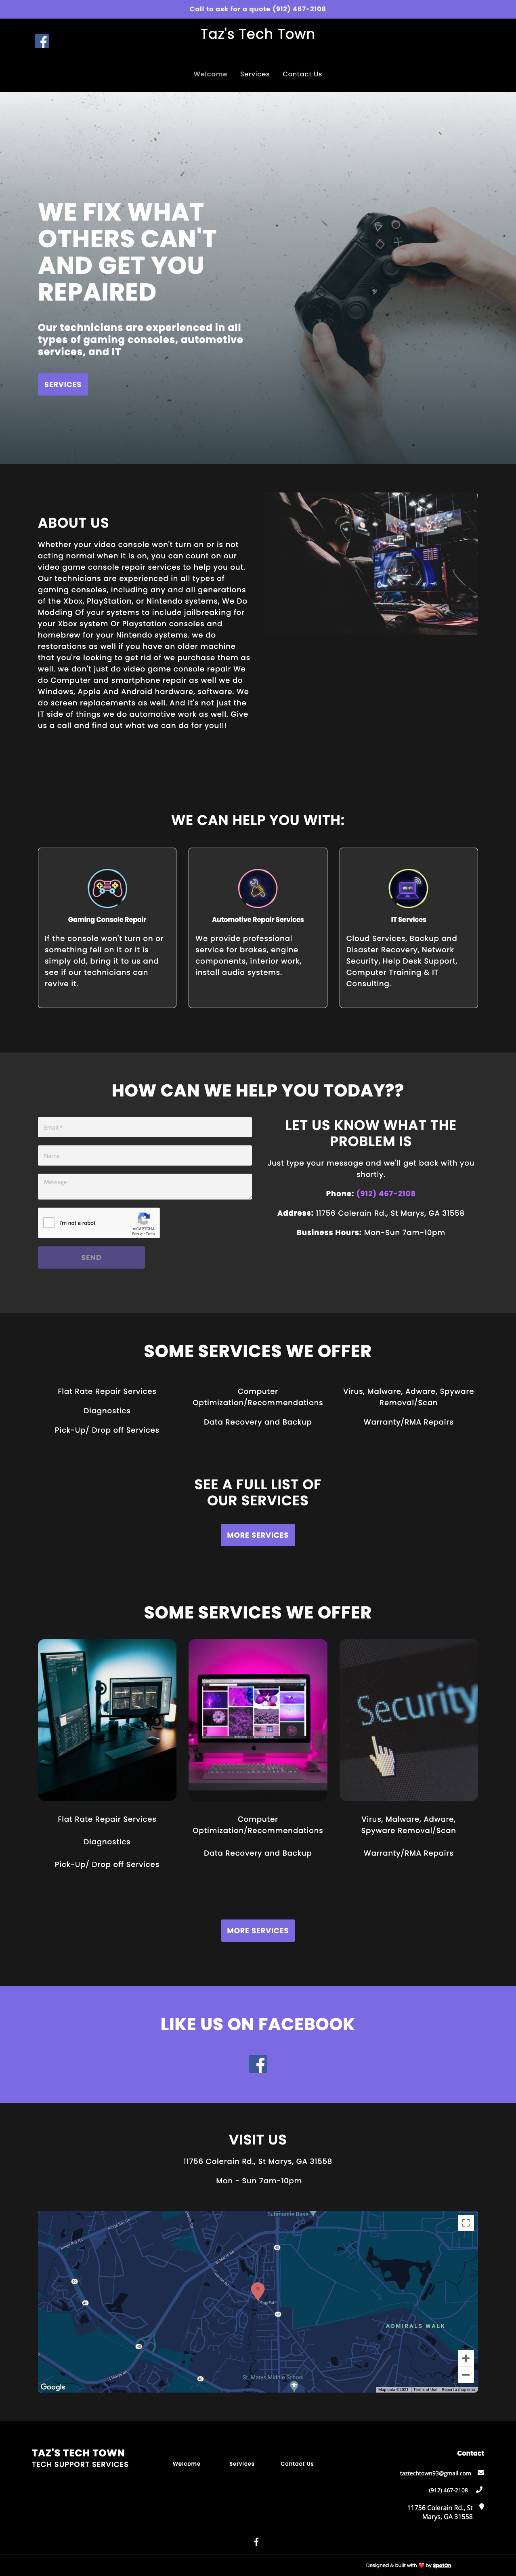 Call to ask for a quote (912) 467-2108
Taz's Tech Town
Welcome
Services
Contact Us
WE FIX WHAT
OTHERS CAN'T
AND GET YOU
REPAIRED
Our technicians are experienced in all
types of gaming consoles, automotive
services, and IT
SERVICES
ABOUT US
Whether your video console won't turn on or is not
acting normal when it is on, you can count on our
video game console repair services to help you out.
Our technicians are experienced in all types of
gaming consoles, including any and all generations
of the Xbox, PlayStation, or Nintendo systems, We Do
Modding Of your systems to include jailbreaking for
your Xbox system Or Playstation consoles and
homebrew for your Nintendo systems. we do
restorations as well if you have an older machine
that you're looking to get rid of we purchase them as
well. we don't just do video game console repair We
do Computer and smartphone repair as well we do
Windows, Apple And Android hardware, software. We
do screen replacements as well. And it's not just the
IT side of things we do automotive work as well. Give
us a call and find out what we can do for you!!!
WE CAN HELP YOU WITH:
Gaming Console Repair
If the console won't turn on or
something fell on it or it is
simply old, bring it to us and
see if our technicians can
revive it.
Automotive Repair Services
We provide professional
service for brakes, engine
components, interior work,
install audio systems.
WI-FI
IT Services
Cloud Services, Backup and
Disaster Recovery, Network
Security, Help Desk Support,
Computer Training & IT
Consulting.
HOW CAN WE HELP YOU TODAY??
Email *
Name
Message
I'm not a robot
reCAPTCHA
Privacy - Terms
SEND
LET US KNOW WHAT THE
PROBLEM IS
Just type your message and we'll get back with you
shortly.
Phone: (912) 467-2108
Address: 11756 Colerain Rd., St Marys, GA 31558
Business Hours: Mon-Sun 7am-10pm
SOME SERVICES WE OFFER
Flat Rate Repair Services
Diagnostics
Pick-Up/ Drop off Services
Computer
Optimization/Recommendations
Data Recovery and Backup
Virus, Malware, Adware, Spyware
Removal/Scan
Warranty/RMA Repairs
SEE A FULL LIST OF
OUR SERVICES
MORE SERVICES
SOME SERVICES WE OFFER
Security
Flat Rate Repair Services
Diagnostics
Pick-Up/ Drop off Services
Computer
Optimization/Recommendations
Data Recovery and Backup
Virus, Malware, Adware,
Spyware Removal/Scan
Warranty/RMA Repairs
MORE SERVICES
LIKE US ON FACEBOOK
VISIT US
11756 Colerain Rd., St Marys, GA 31558
Mon - Sun 7am-10pm
Submarine Base
ADMIRALS WALK
St. Marys Middle School
Google
Map data ©2021
Terms of Use
Report a map error
TAZ'S TECH TOWN
TECH SUPPORT SERVICES
Welcome
Services
Contact Us
Contact
taztechtown93@gmail.com
(912) 467-2108
11756 Colerain Rd., St
Marys, GA 31558
Designed & built with ❤ by SpotOn